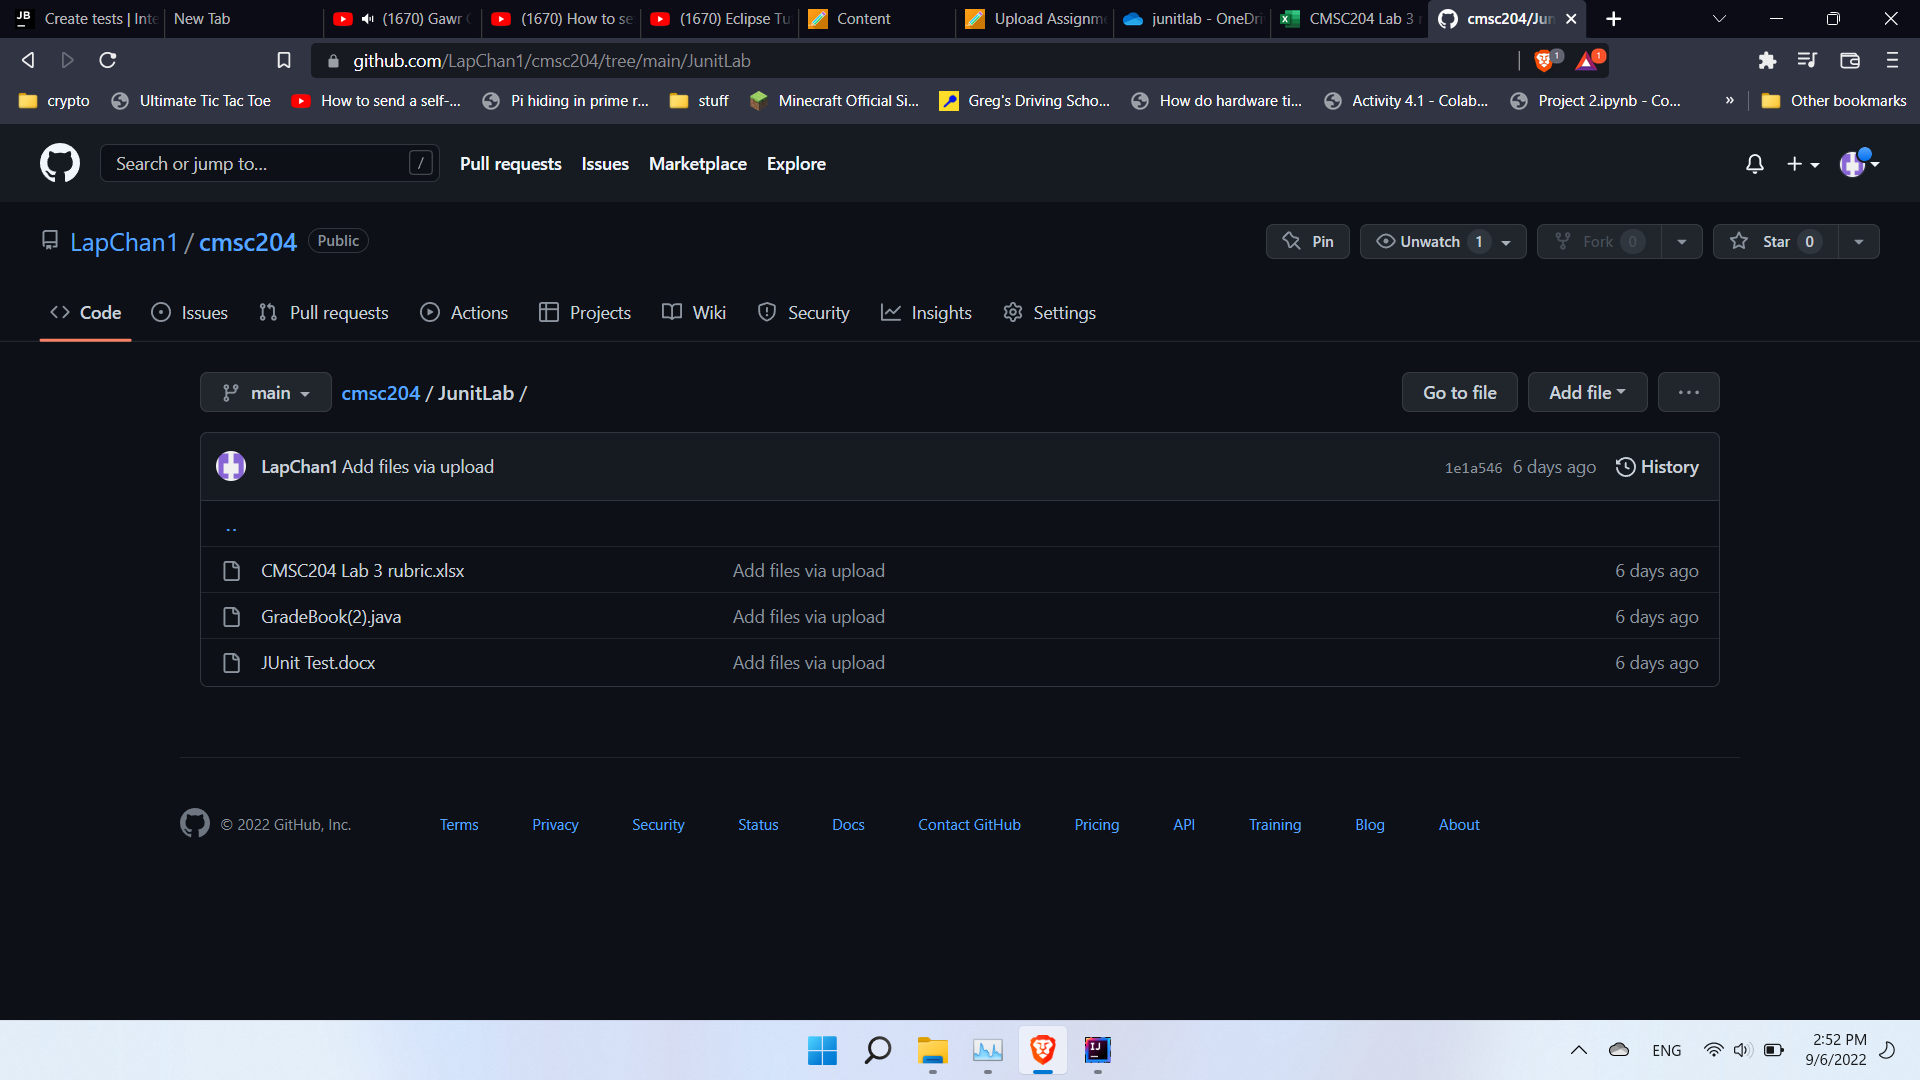 JB Create tests | Inte New Tab (1670) Gawr (1670) How to se (1670) Eclipse Tu Content Upload Assignm junitlab - OneDri CMSC204 Lab 3 r cmsc204/Jun
github.com/LapChan1/cmsc204/tree/main/JunitLab 1 1
crypto Ultimate Tic Tac Toe How to send a self-... Pi hiding in prime r... stuff Minecraft Official Si... Greg's Driving Scho... How do hardware ti... Activity 4.1 - Colab... Project 2.ipynb - Co... » Other bookmarks
Search or jump to... / Pull requests Issues Marketplace Explore
LapChan1 / cmsc204 Public Pin Unwatch 1 Fork 0 Star 0
Code Issues Pull requests Actions Projects Wiki Security Insights Settings
main cmsc204 / JunitLab / Go to file Add file ...
LapChan1 Add files via upload 1e1a546 6 days ago History
..
CMSC204 Lab 3 rubric.xlsx Add files via upload 6 days ago
GradeBook(2).java Add files via upload 6 days ago
JUnit Test.docx Add files via upload 6 days ago
© 2022 GitHub, Inc. Terms Privacy Security Status Docs Contact GitHub Pricing API Training Blog About
IJ ENG 2:52 PM
9/6/2022